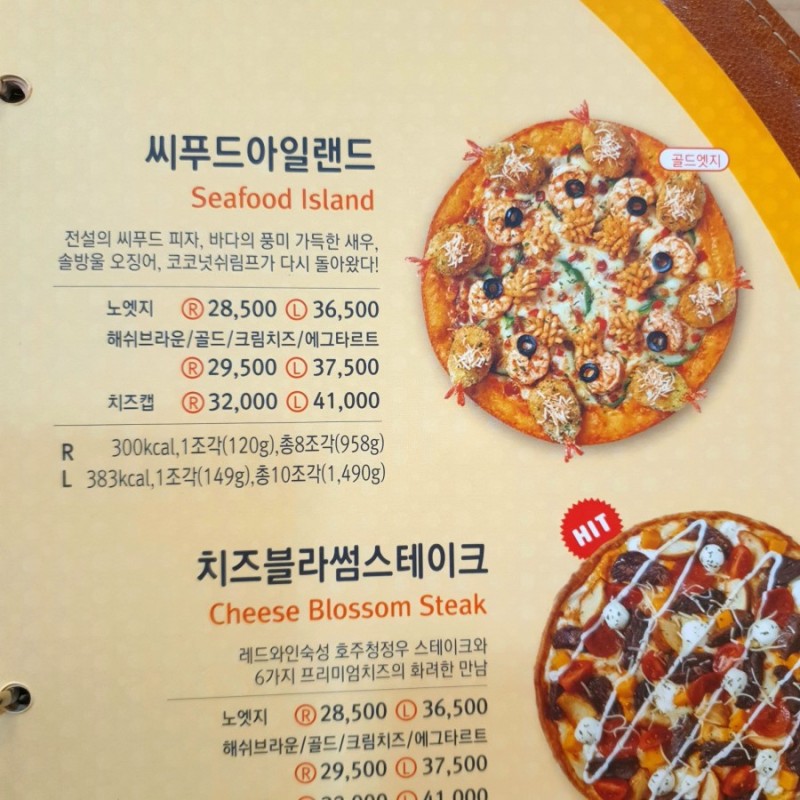 씨푸드아일랜드
Seafood Island
골드엣지
전설의 씨푸드 피자, 바다의 풍미 가득한 새우,
솔방울 오징어, 코코넛쉬림프가 다시 돌아왔다!
노엣지 R 28,500 L 36,500
해쉬브라운/골드/크림치즈/에그타르트
R 29,500 L 37,500
치즈캡 R 32,000 L 41,000
R 300kcal,1조각(120g),총8조각(958g)
L 383kcal,1조각(149g),총10조각(1,490g)
HIT
치즈블라썸스테이크
Cheese Blossom Steak
레드와인숙성 호주청정우 스테이크와
6가지 프리미엄치즈의 화려한 만남
노엣지 R 28,500 L 36,500
해쉬브라운/골드/크림치즈/에그타르트
R 29,500 L 37,500
41,000